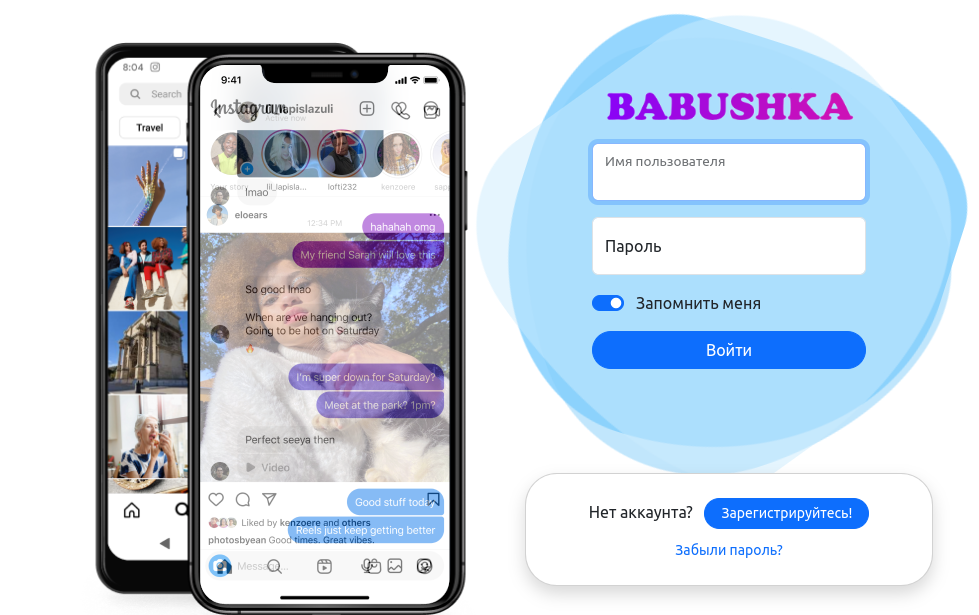 8:04
Search
Travel
9:41
Instagram
lil_lapislazuli
Active now
Your story
lil_lapisla...
lofti232
kenzoere
sapp
lmao
eloears
12:34 PM
hahahah omg
My friend Sarah will love this
So good lmao
When are we hanging out?
Going to be hot on Saturday
I'm super down for Saturday?
Meet at the park? 1pm?
Perfect seeya then
Video
Good stuff today
Liked by kenzoere and others
Reels just keep getting better
photosbyean Good times. Great vibes.
Message...
BABUSHKA
Имя пользователя
Пароль
Запомнить меня
Войти
Нет аккаунта?
Зарегистрируйтесь!
Забыли пароль?